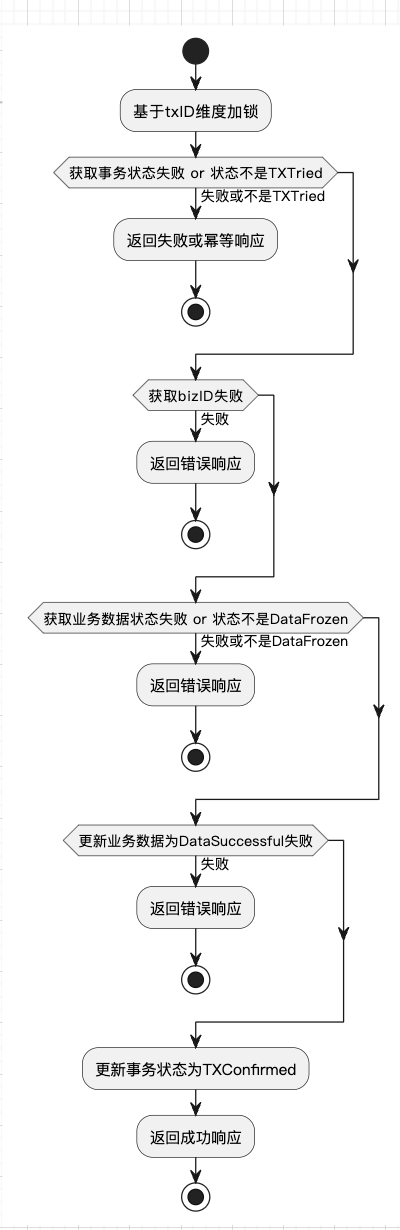 基于txID维度加锁
获取事务状态失败 or 状态不是TXTried
失败或不是TXTried
返回失败或幂等响应
获取bizID失败
失败
返回错误响应
获取业务数据状态失败 or 状态不是DataFrozen
失败或不是DataFrozen
返回错误响应
更新业务数据为DataSuccessful失败
失败
返回错误响应
更新事务状态为TXConfirmed
返回成功响应